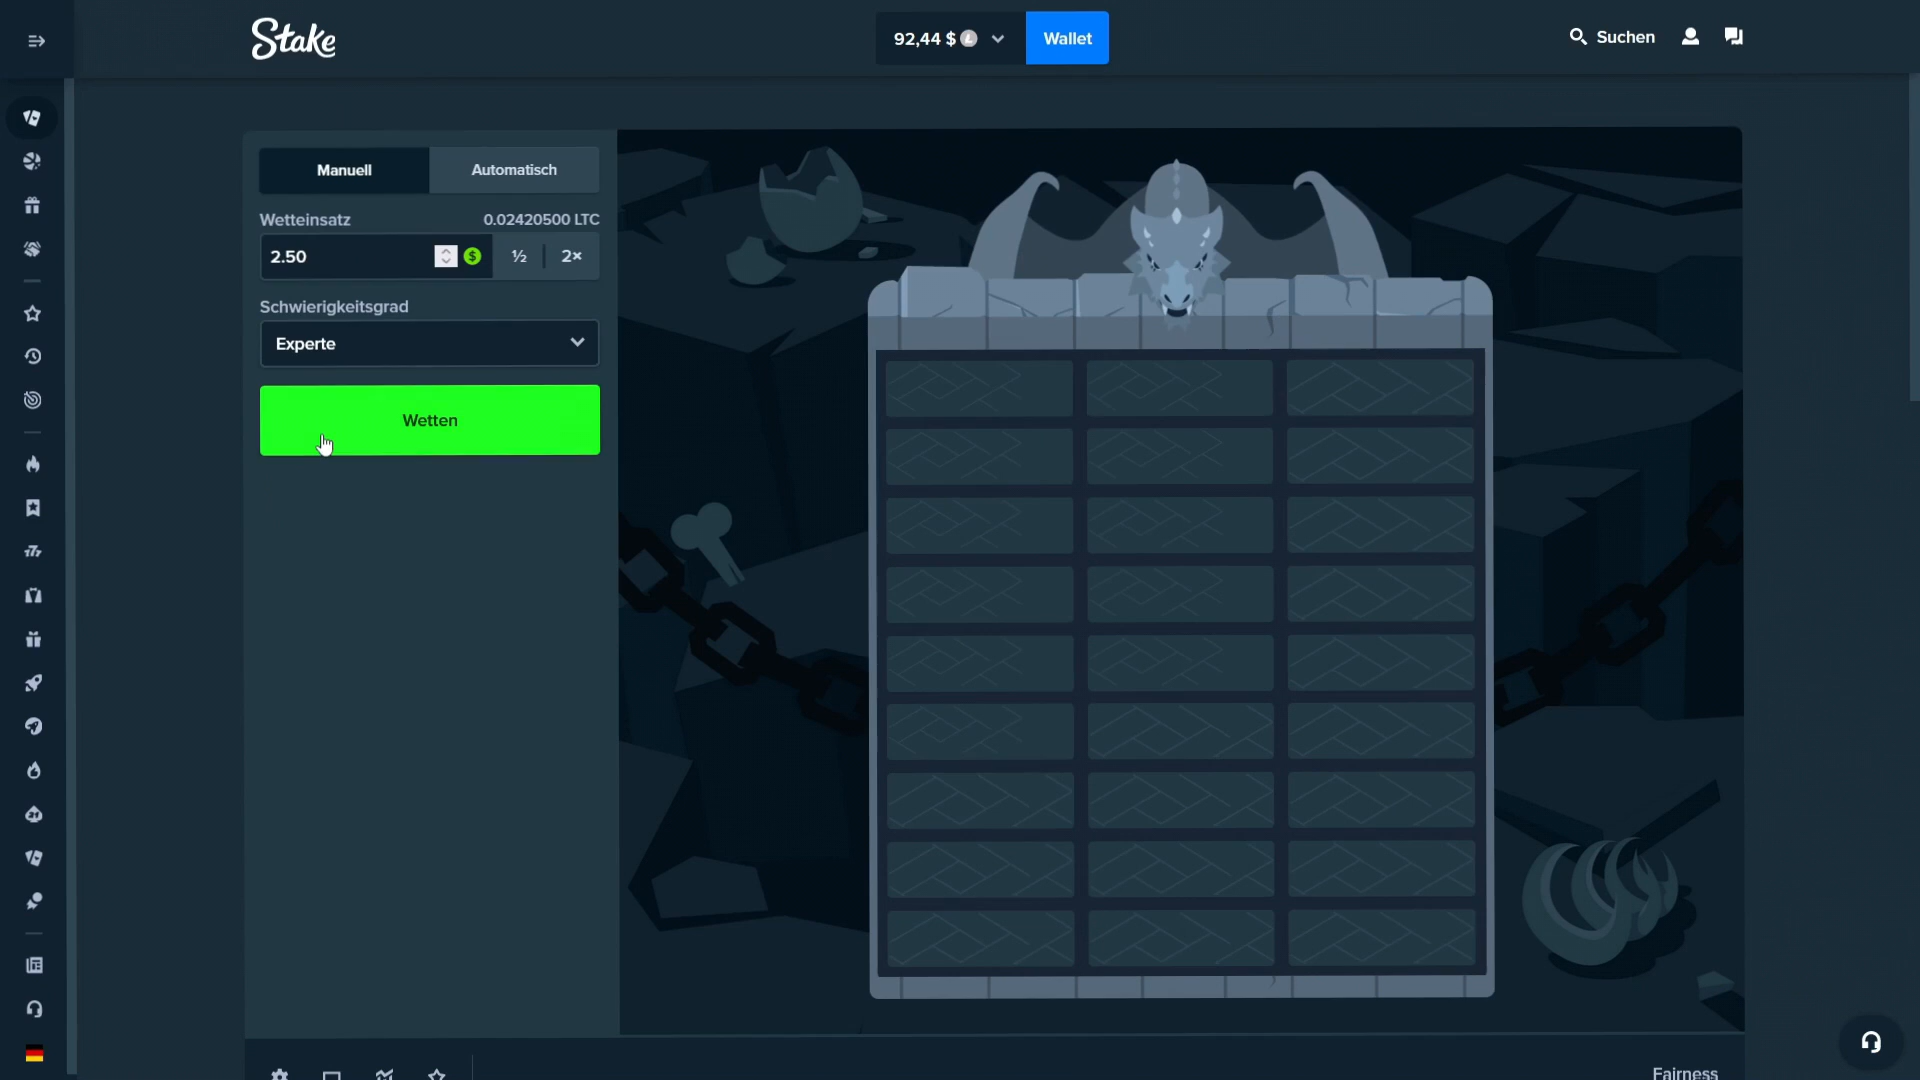 Stake
92,44 $
Wallet
Suchen
Manuell
Automatisch
Wetteinsatz
0.02420500 LTC
2.50
$
½
2×
Schwierigkeitsgrad
Experte
Wetten
Fairness